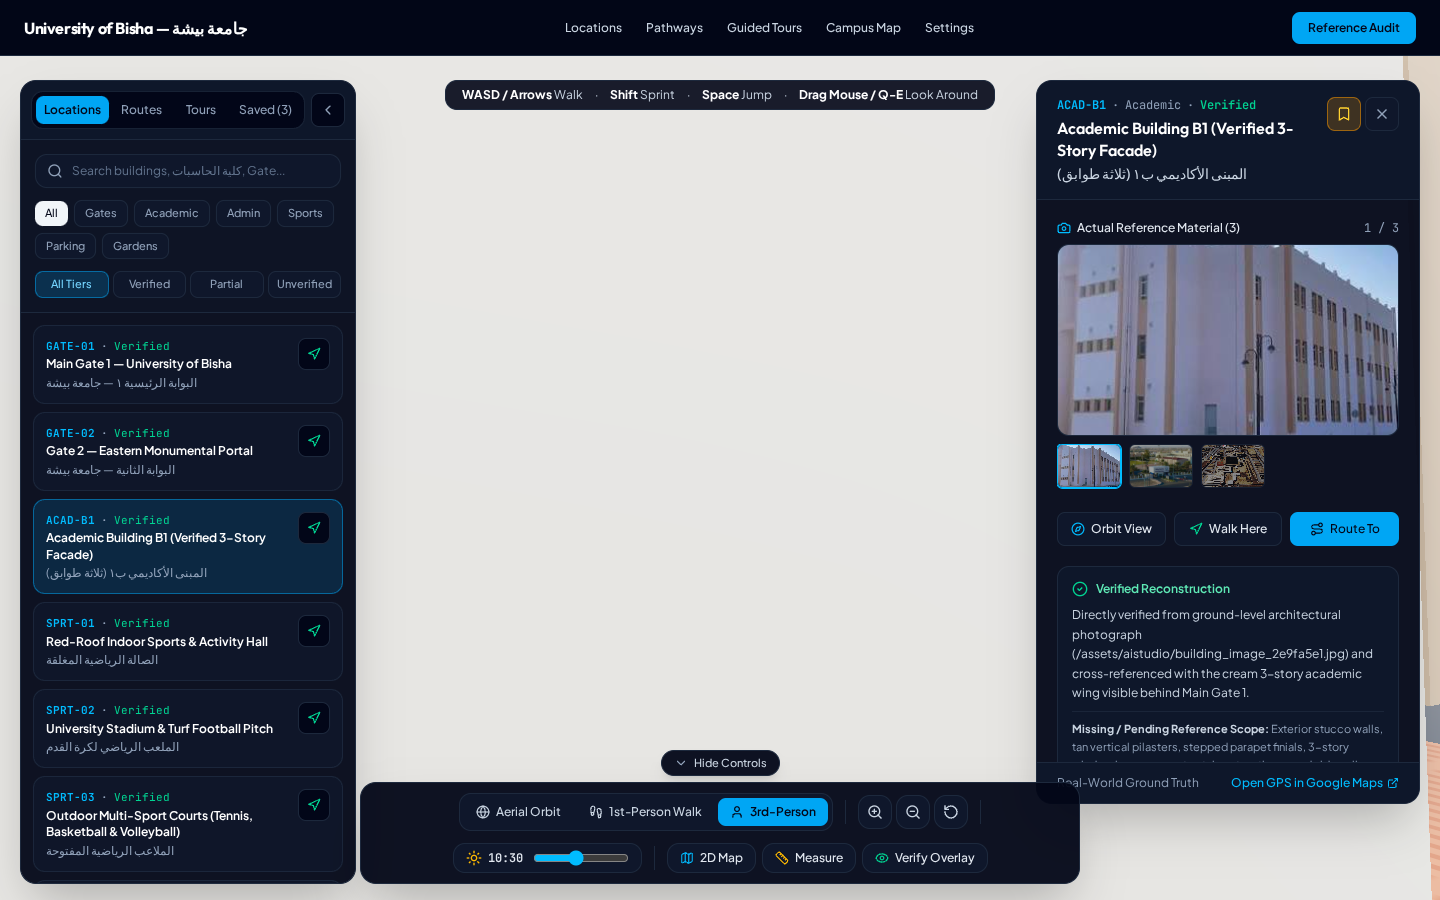 University of Bisha — جامعة بيشة
Locations
Pathways
Guided Tours
Campus Map
Settings
Reference Audit
Locations
Routes
Tours
Saved (3)
Search buildings, كلية الحاسبات, Gate...
All
Gates
Academic
Admin
Sports
Parking
Gardens
All Tiers
Verified
Partial
Unverified
GATE-01 · Verified
Main Gate 1 — University of Bisha
البوابة الرئيسية ١ — جامعة بيشة
GATE-02 · Verified
Gate 2 — Eastern Monumental Portal
البوابة الثانية — جامعة بيشة
ACAD-B1 · Verified
Academic Building B1 (Verified 3-Story
Facade)
المبنى الأكاديمي ب١ (ثلاثة طوابق)
SPRT-01 · Verified
Red-Roof Indoor Sports & Activity Hall
الصالة الرياضية المغلقة
SPRT-02 · Verified
University Stadium & Turf Football Pitch
الملعب الرياضي لكرة القدم
SPRT-03 · Verified
Outdoor Multi-Sport Courts (Tennis,
Basketball & Volleyball)
الملاعب الرياضية المفتوحة
WASD / Arrows Walk · Shift Sprint · Space Jump · Drag Mouse / Q-E Look Around
Hide Controls
Aerial Orbit
1st-Person Walk
3rd-Person
10:30
2D Map
Measure
Verify Overlay
ACAD-B1 · Academic · Verified
Academic Building B1 (Verified 3-
Story Facade)
المبنى الأكاديمي ب١ (ثلاثة طوابق)
Actual Reference Material (3)
1 / 3
Orbit View
Walk Here
Route To
Verified Reconstruction
Directly verified from ground-level architectural
photograph
(/assets/aistudio/building_image_2e9fa5e1.jpg) and
cross-referenced with the cream 3-story academic
wing visible behind Main Gate 1.
Missing / Pending Reference Scope: Exterior stucco walls,
tan vertical pilasters, stepped parapet finials, 3-story
Real-World Ground Truth
Open GPS in Google Maps